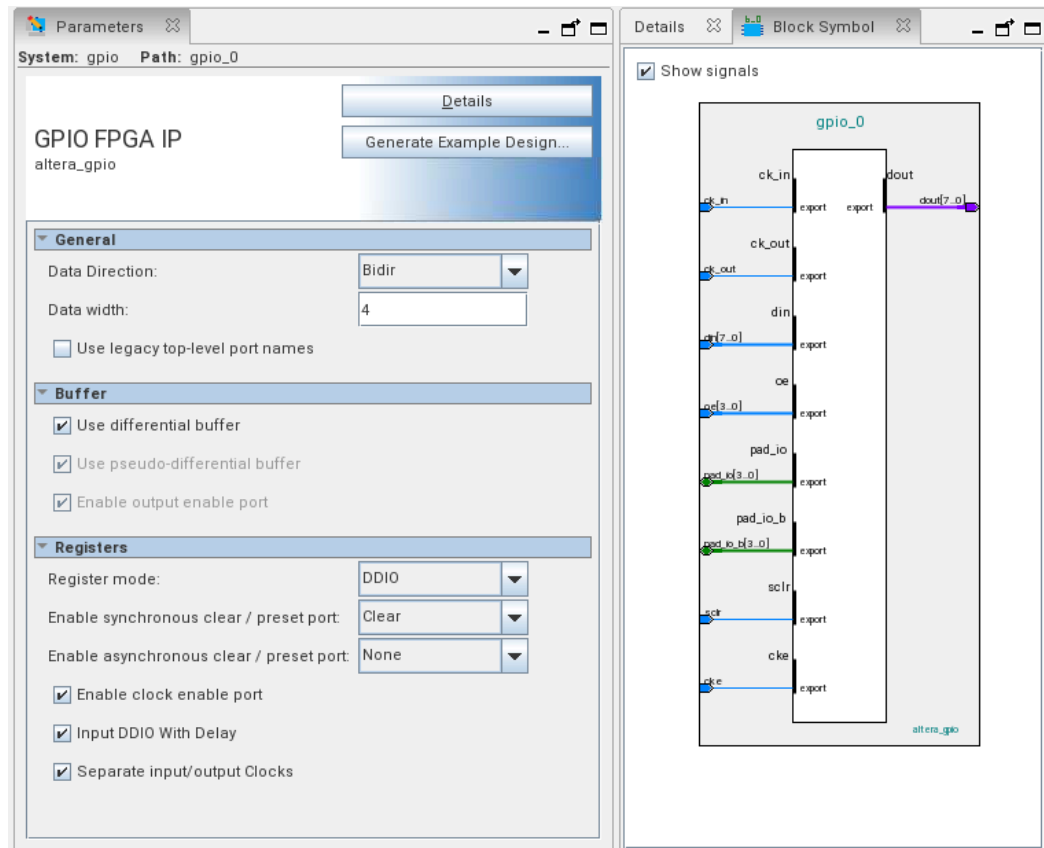 Parameters
System: gpio Path: gpio_0
Details
GPIO FPGA IP
Generate Example Design...
altera_gpio
General
Data Direction: Bidir
Data width: 4
Use legacy top-level port names
Buffer
Use differential buffer
Use pseudo-differential buffer
Enable output enable port
Registers
Register mode: DDIO
Enable synchronous clear / preset port: Clear
Enable asynchronous clear / preset port: None
Enable clock enable port
Input DDIO With Delay
Separate input/output Clocks
Details Block Symbol
Show signals
gpio_0
ck_in dout
ck_in export export dout[7..0]
ck_out
ck_out export
din
din[7..0] export
oe
oe[3..0] export
pad_io
pad_io[3..0] export
pad_io_b
pad_io_b[3..0] export
sclr
sclr export
cke
cke export
altera_gpio